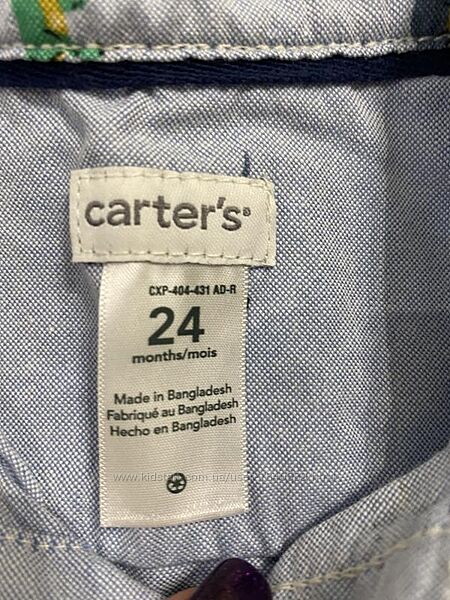 carter's®
CXP-404-431 AD-R
24
months/mois
Made in Bangladesh
Fabriqué au Bangladesh
Hecho en Bangladesh